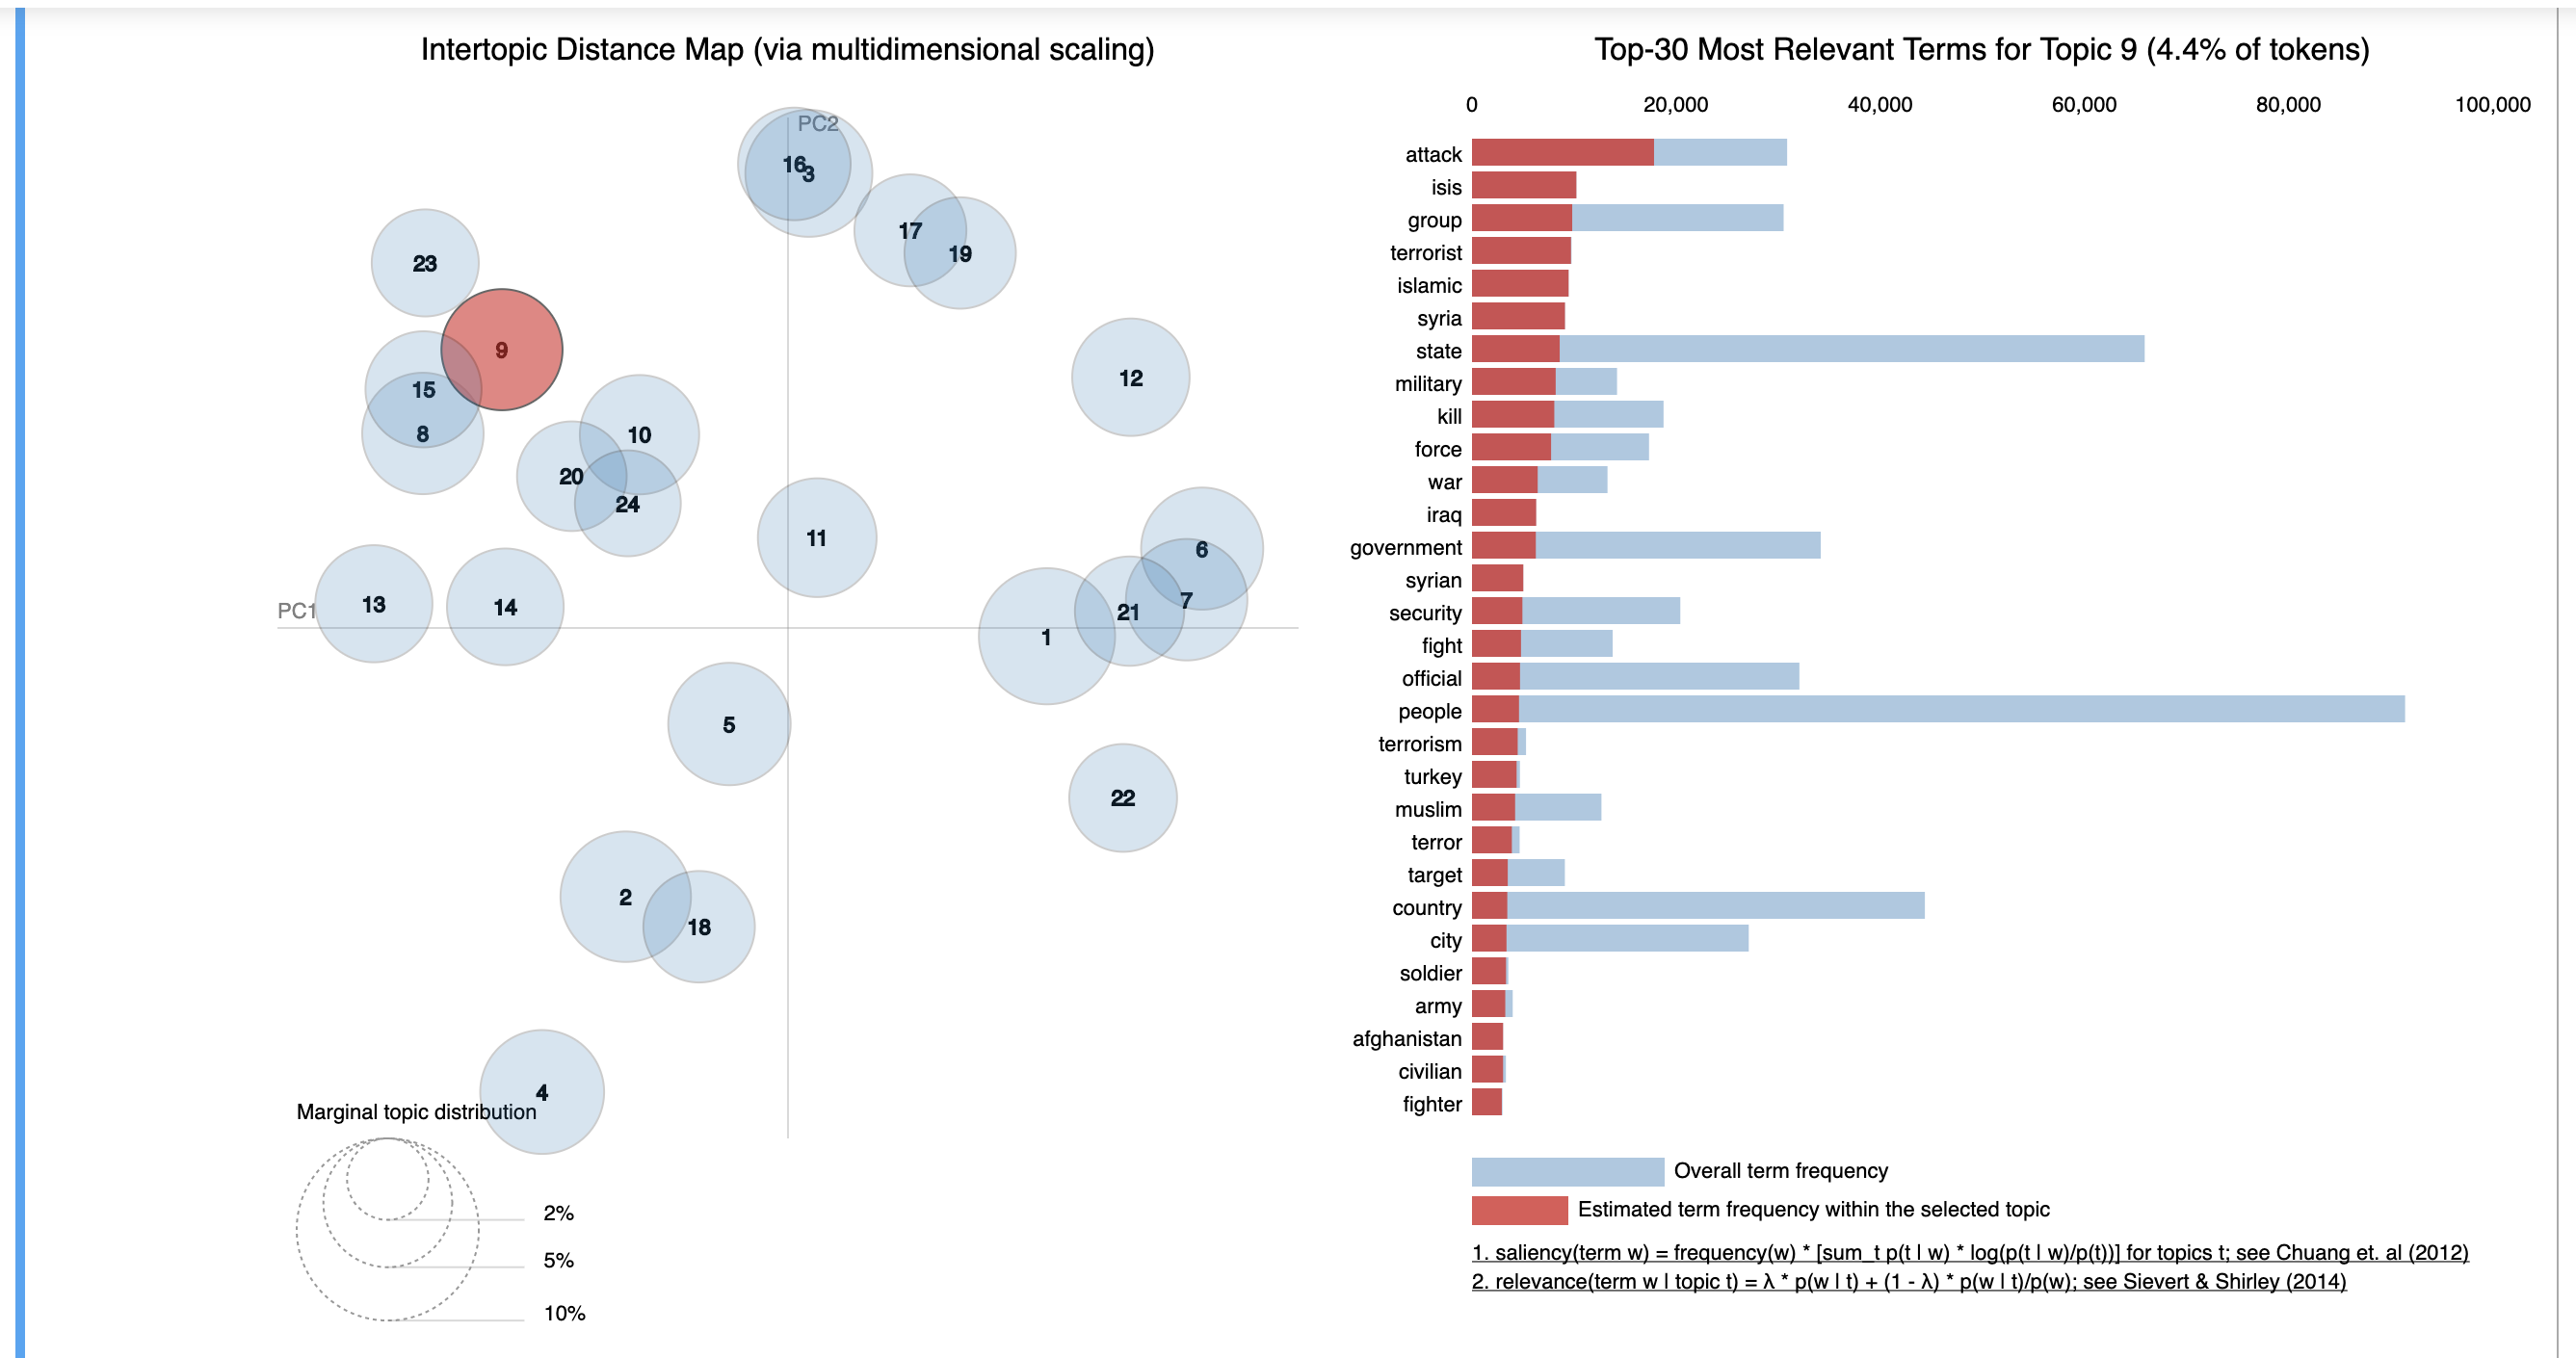 Intertopic Distance Map (via multidimensional scaling)
PC2
16
3
17
19
23
9
12
15
8
10
20
24
11
6
7
21
1
13
14
PC1
5
22
2
18
4
Marginal topic distribution
2%
5%
10%
Top-30 Most Relevant Terms for Topic 9 (4.4% of tokens)
0 20,000 40,000 60,000 80,000 100,000
attack
isis
group
terrorist
islamic
syria
state
military
kill
force
war
iraq
government
syrian
security
fight
official
people
terrorism
turkey
muslim
terror
target
country
city
soldier
army
afghanistan
civilian
fighter
Overall term frequency
Estimated term frequency within the selected topic
1. saliency(term w) = frequency(w) * [sum_t p(t | w) * log(p(t | w)/p(t))] for topics t; see Chuang et. al (2012)
2. relevance(term w | topic t) = λ * p(w | t) + (1 - λ) * p(w | t)/p(w); see Sievert & Shirley (2014)